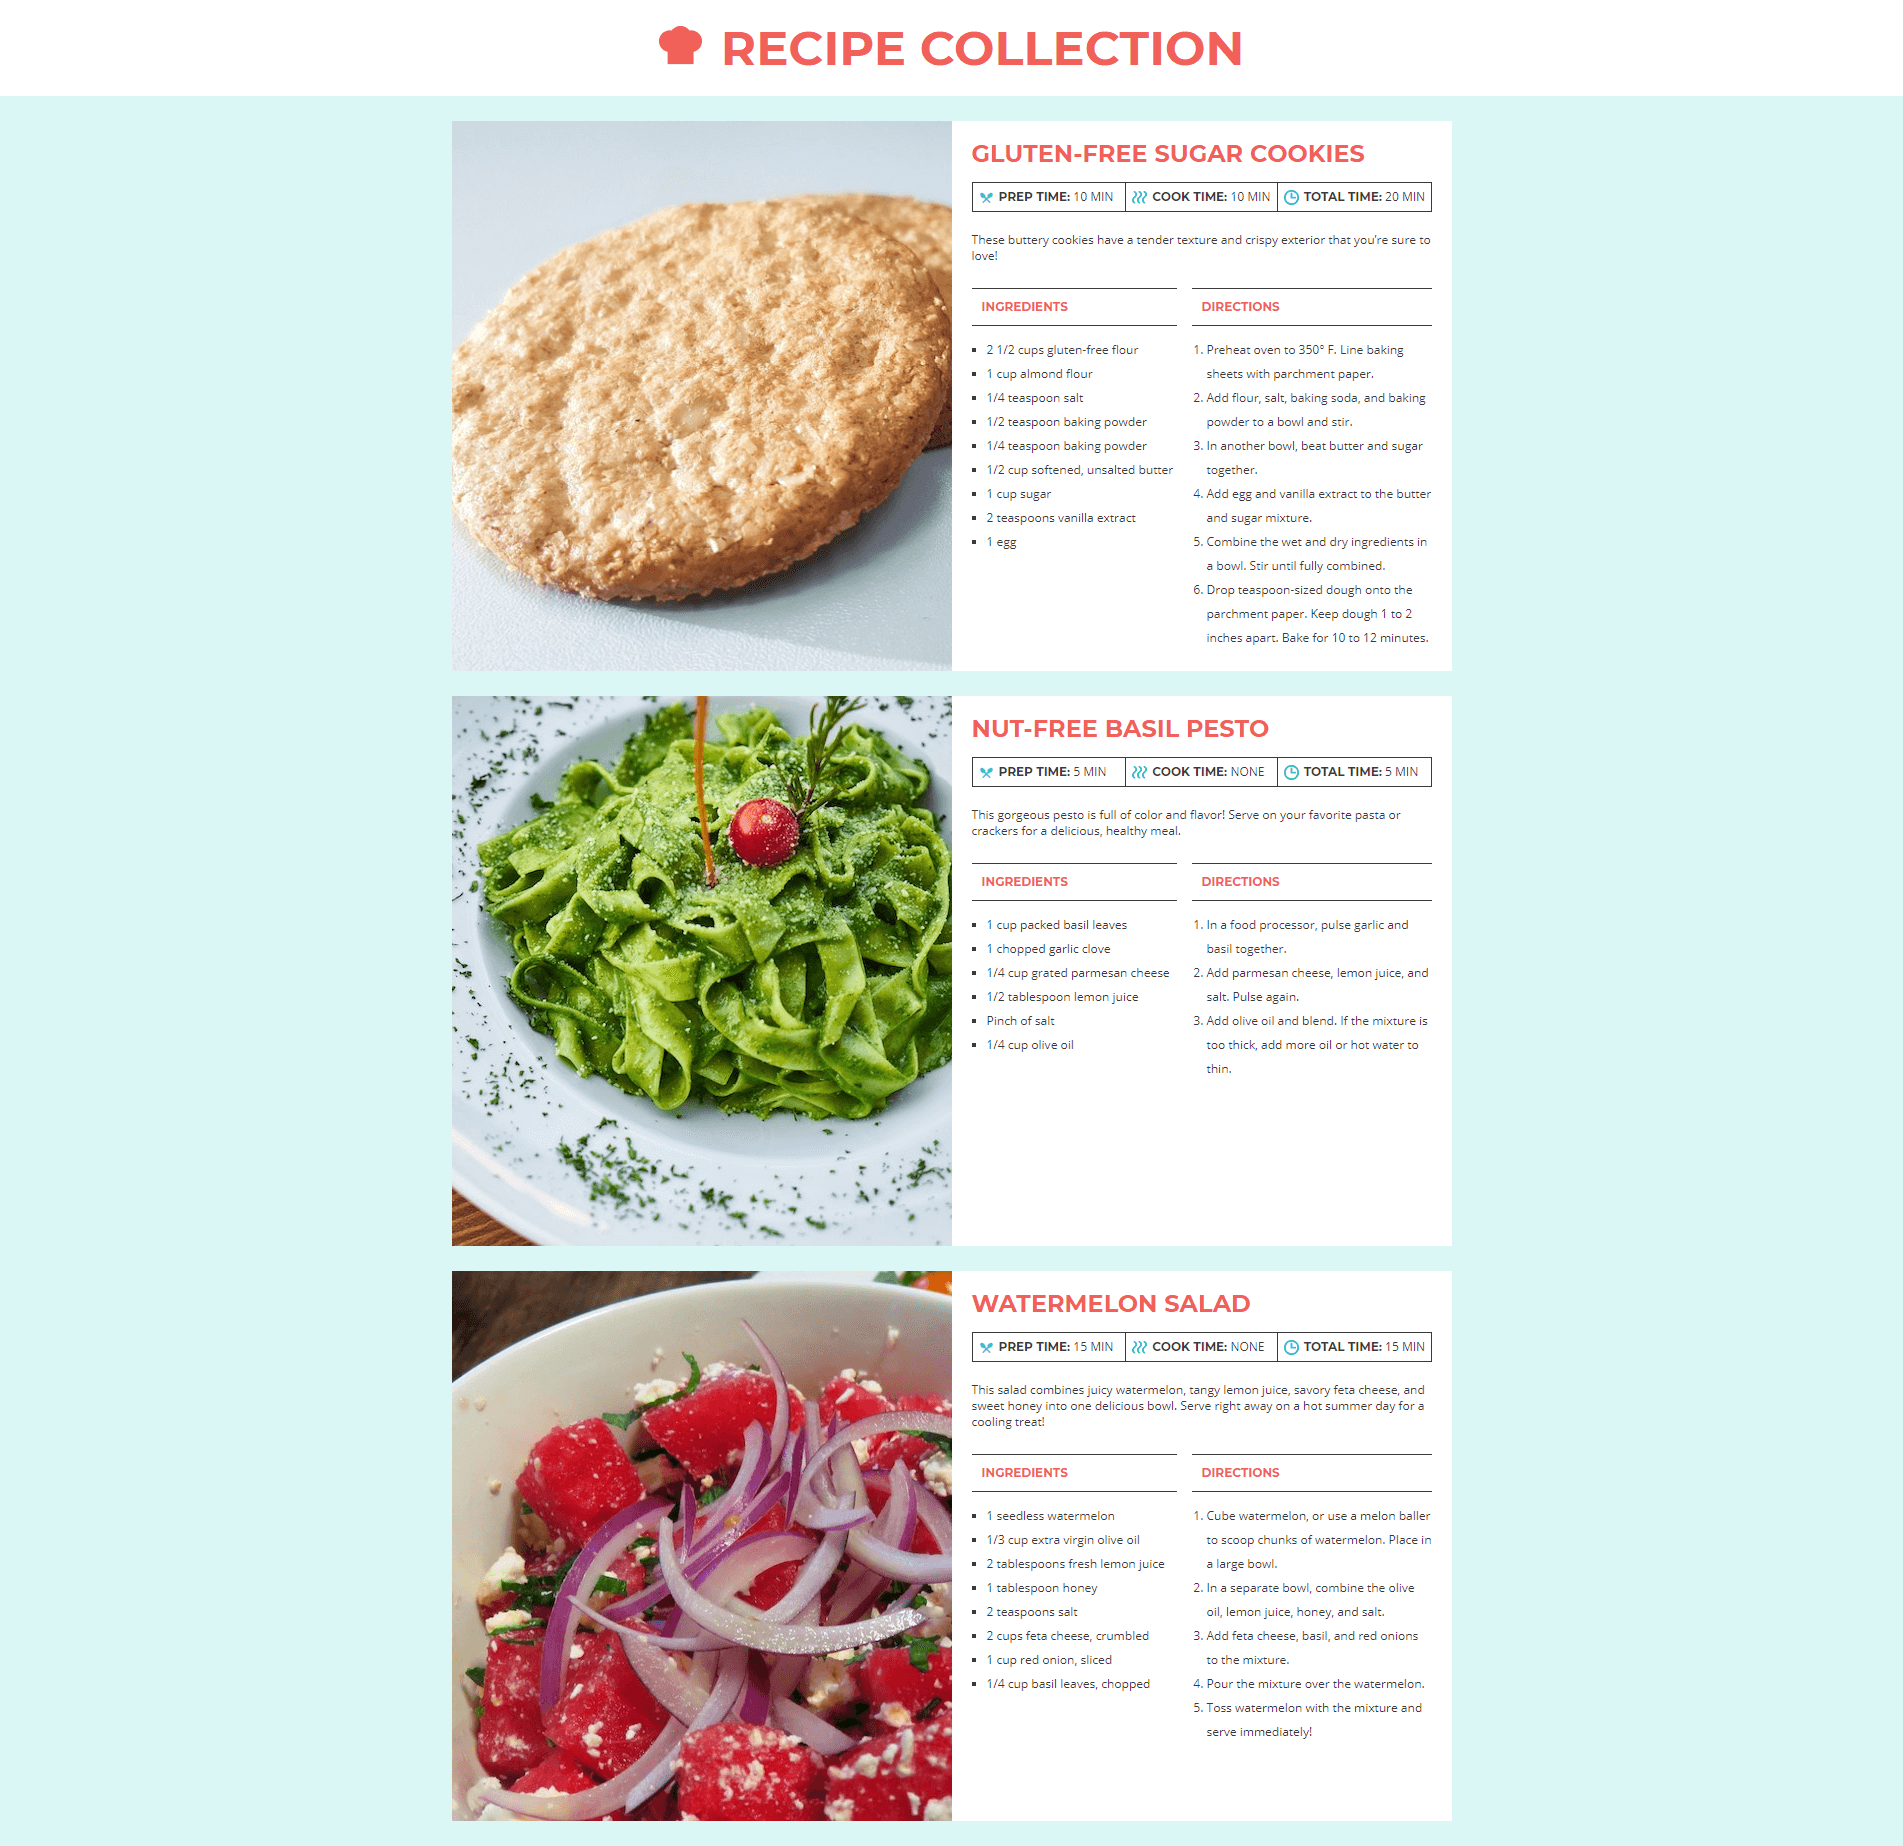 RECIPE COLLECTION
GLUTEN-FREE SUGAR COOKIES
PREP TIME: 10 MIN COOK TIME: 10 MIN TOTAL TIME: 20 MIN
These buttery cookies have a tender texture and crispy exterior that you’re sure to
love!
INGREDIENTS
2 1/2 cups gluten-free flour
1 cup almond flour
1/4 teaspoon salt
1/2 teaspoon baking powder
1/4 teaspoon baking powder
1/2 cup softened, unsalted butter
1 cup sugar
2 teaspoons vanilla extract
1 egg
DIRECTIONS
1. Preheat oven to 350° F. Line baking
sheets with parchment paper.
2. Add flour, salt, baking soda, and baking
powder to a bowl and stir.
3. In another bowl, beat butter and sugar
together.
4. Add egg and vanilla extract to the butter
and sugar mixture.
5. Combine the wet and dry ingredients in
a bowl. Stir until fully combined.
6. Drop teaspoon-sized dough onto the
parchment paper. Keep dough 1 to 2
inches apart. Bake for 10 to 12 minutes.
NUT-FREE BASIL PESTO
PREP TIME: 5 MIN COOK TIME: NONE TOTAL TIME: 5 MIN
This gorgeous pesto is full of color and flavor! Serve on your favorite pasta or
crackers for a delicious, healthy meal.
INGREDIENTS
1 cup packed basil leaves
1 chopped garlic clove
1/4 cup grated parmesan cheese
1/2 tablespoon lemon juice
Pinch of salt
1/4 cup olive oil
DIRECTIONS
1. In a food processor, pulse garlic and
basil together.
2. Add parmesan cheese, lemon juice, and
salt. Pulse again.
3. Add olive oil and blend. If the mixture is
too thick, add more oil or hot water to
thin.
WATERMELON SALAD
PREP TIME: 15 MIN COOK TIME: NONE TOTAL TIME: 15 MIN
This salad combines juicy watermelon, tangy lemon juice, savory feta cheese, and
sweet honey into one delicious bowl. Serve right away on a hot summer day for a
cooling treat!
INGREDIENTS
1 seedless watermelon
1/3 cup extra virgin olive oil
2 tablespoons fresh lemon juice
1 tablespoon honey
2 teaspoons salt
2 cups feta cheese, crumbled
1 cup red onion, sliced
1/4 cup basil leaves, chopped
DIRECTIONS
1. Cube watermelon, or use a melon baller
to scoop chunks of watermelon. Place in
a large bowl.
2. In a separate bowl, combine the olive
oil, lemon juice, honey, and salt.
3. Add feta cheese, basil, and red onions
to the mixture.
4. Pour the mixture over the watermelon.
5. Toss watermelon with the mixture and
serve immediately!